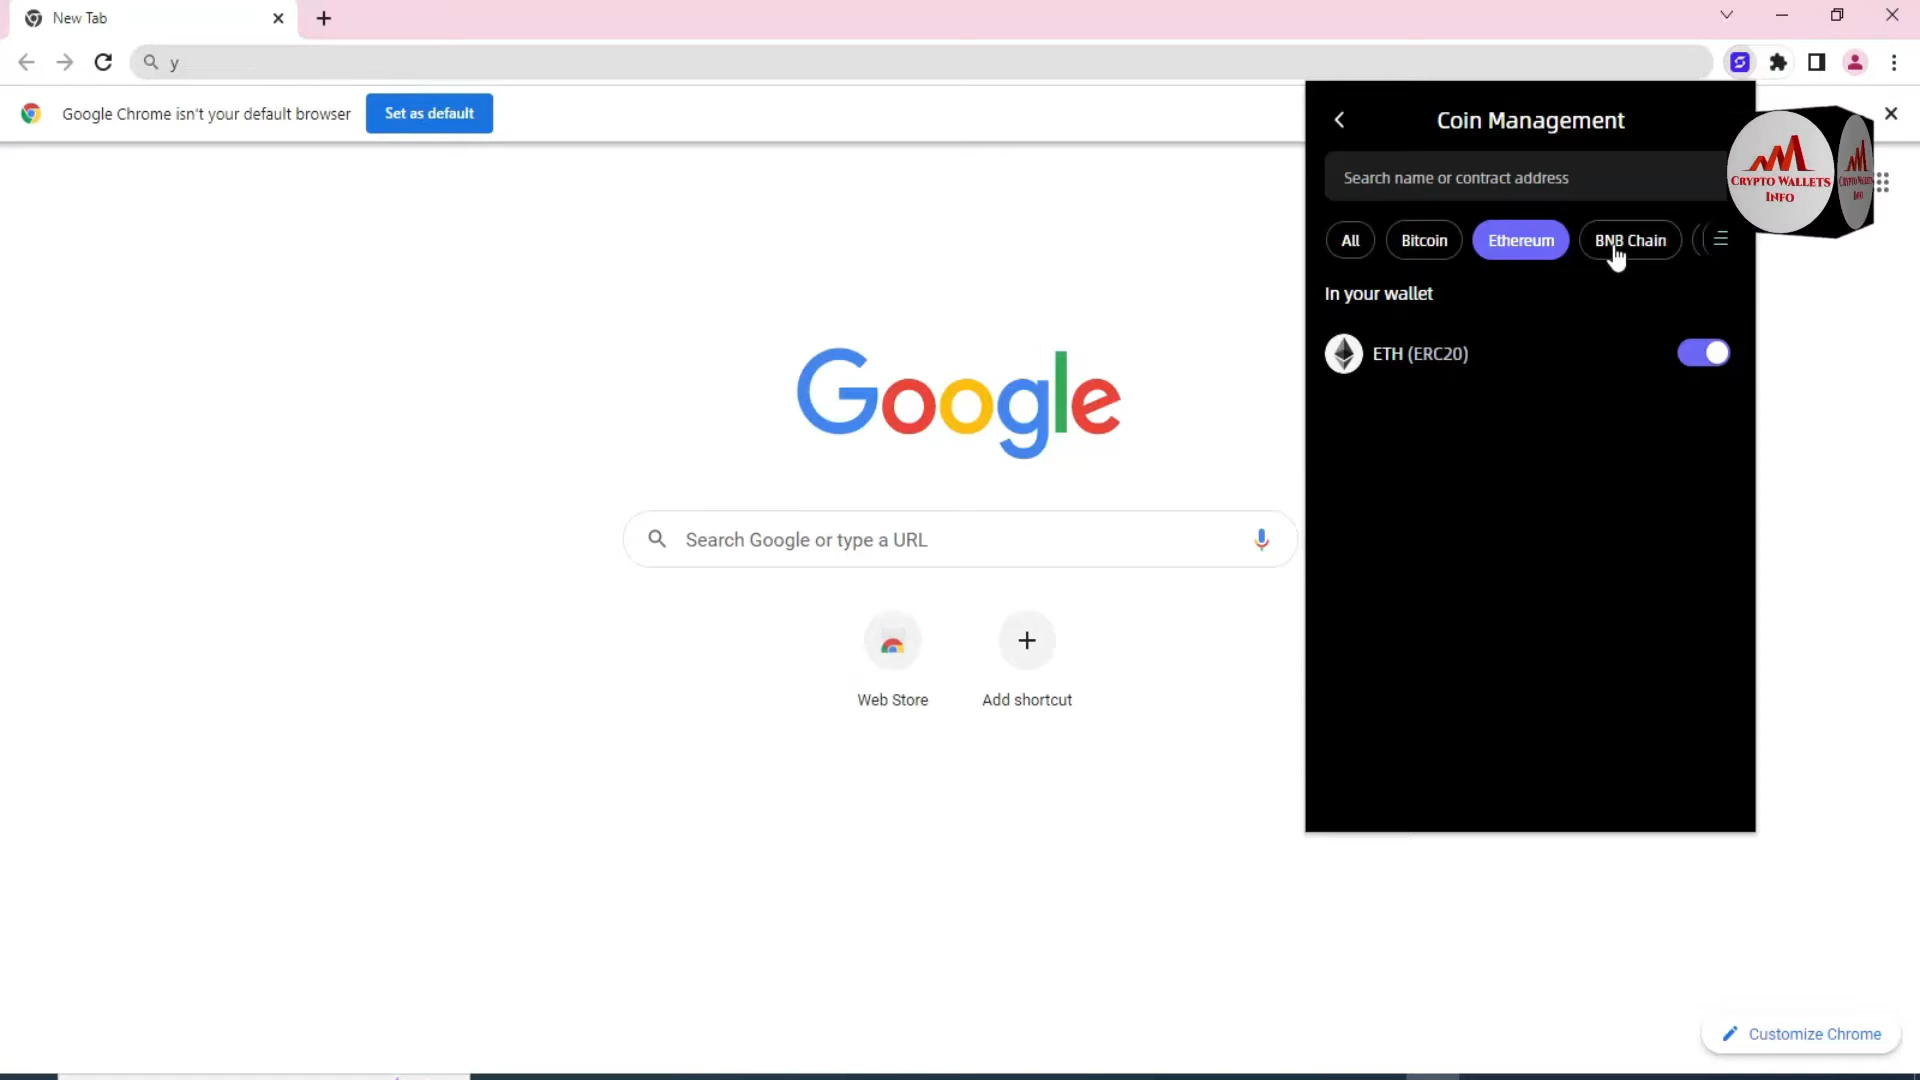 New Tab
y
Google Chrome isn't your default browser
Set as default
Coin Management
Search name or contract address
CRYPTO WALLETS
INFO
All
Bitcoin
Ethereum
BNB Chain
In your wallet
ETH (ERC20)
Google
Search Google or type a URL
Web Store
Add shortcut
Customize Chrome